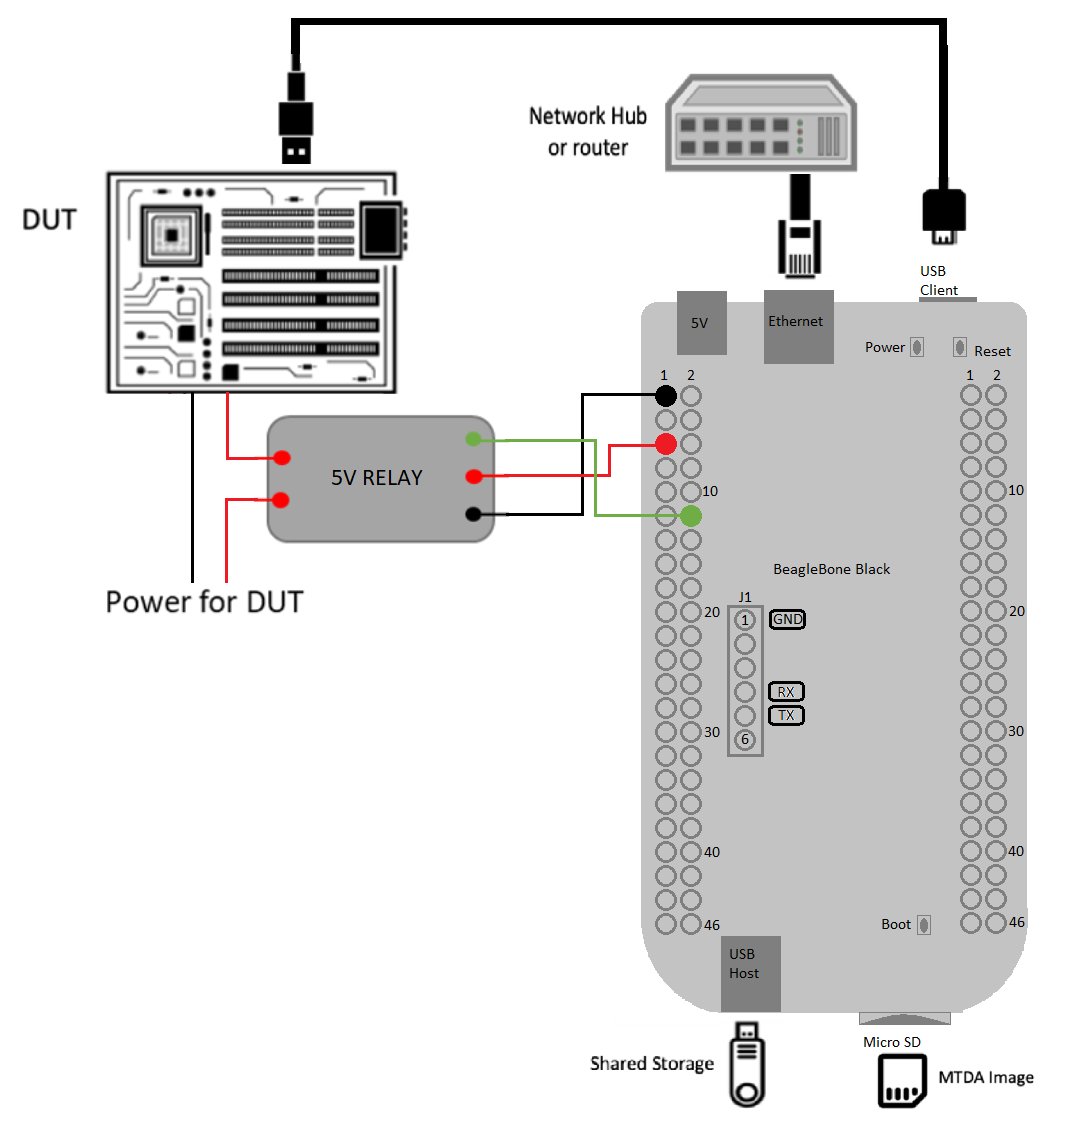 Network Hub
or router
DUT
USB
Client
5V
Ethernet
Power
Reset
1 2
1 2
5V RELAY
10
10
BeagleBone Black
Power for DUT
J1
20
20
1
GND
RX
TX
30
30
6
40
40
Boot
46
46
USB
Host
Micro SD
Shared Storage
MTDA Image